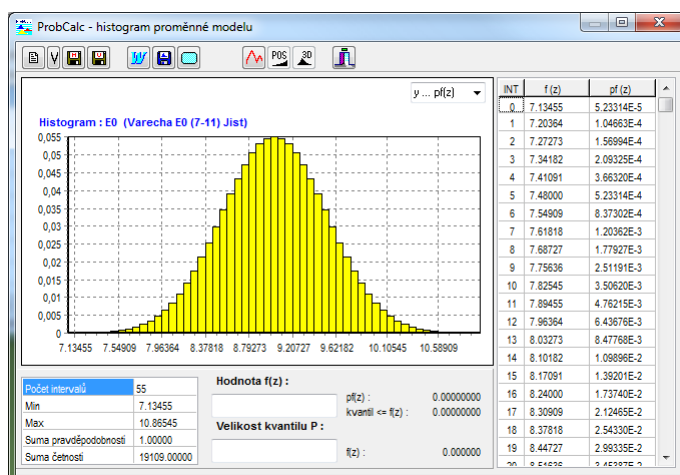 ProbCalc - histogram proměnné modelu
POS 3D
y ... pf(z)
Histogram : E0 (Varecha E0 (7-11) Jist)
0,055
0,05
0,045
0,04
0,035
0,03
0,025
0,02
0,015
0,01
0,005
0
7.13455 7.54909 7.96364 8.37818 8.79273 9.20727 9.62182 10.10545 10.58909
Počet intervalů 55
Min 7.13455
Max 10.86545
Suma pravděpodobnosti 1.00000
Suma četnosti 19109.00000
Hodnota f(z) :
pf(z) : 0.00000000
kvantil <= f(z) : 0.00000000
Velikost kvantilu P :
f(z) : 0.000000
INT f (z) pf (z)
0 7.13455 5.23314E-5
1 7.20364 1.04663E-4
2 7.27273 1.56994E-4
3 7.34182 2.09325E-4
4 7.41091 3.66320E-4
5 7.48000 5.23314E-4
6 7.54909 8.37302E-4
7 7.61818 1.20362E-3
8 7.68727 1.77927E-3
9 7.75636 2.51191E-3
10 7.82545 3.50620E-3
11 7.89455 4.76215E-3
12 7.96364 6.43676E-3
13 8.03273 8.47768E-3
14 8.10182 1.09896E-2
15 8.17091 1.39201E-2
16 8.24000 1.73740E-2
17 8.30909 2.12465E-2
18 8.37818 2.54330E-2
19 8.44727 2.99335E-2
20 8.51636 3.45387E-2